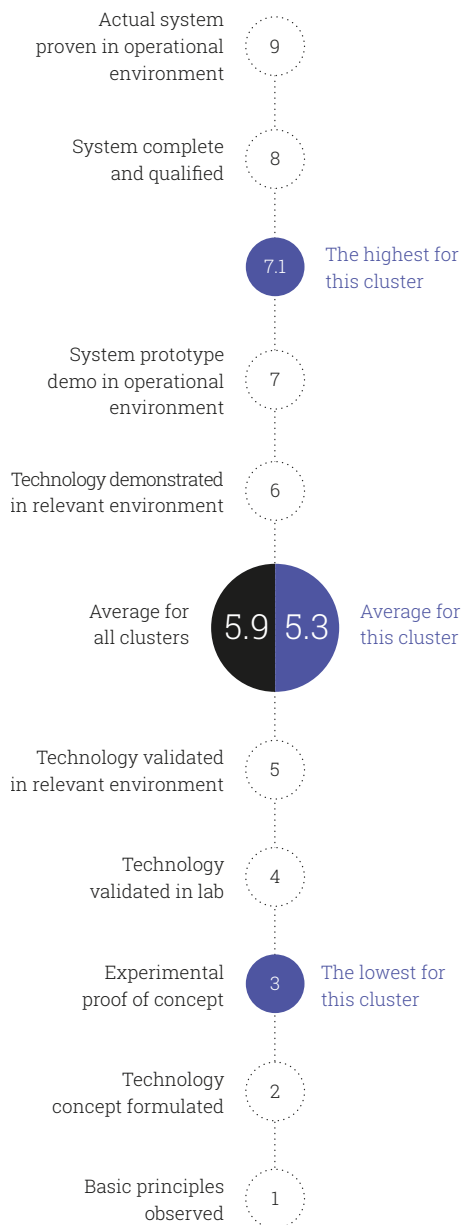 Actual system
proven in operational
environment
9
System complete
and qualified
8
7.1
The highest for
this cluster
System prototype
demo in operational
environment
7
Technology demonstrated
in relevant environment
6
Average for
all clusters
5.9
5.3
Average for
this cluster
Technology validated
in relevant environment
5
Technology
validated in lab
4
Experimental
proof of concept
3
The lowest for
this cluster
Technology
concept formulated
2
Basic principles
observed
1